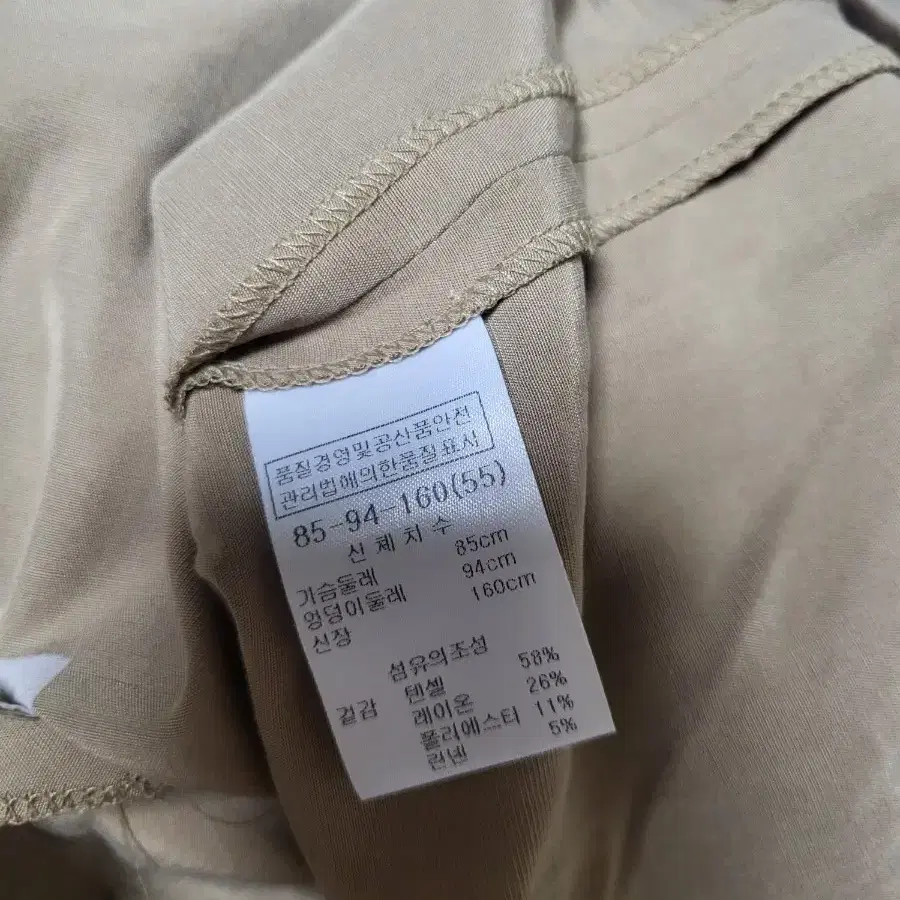 품질경영및공산품안전
관리법에의한품질표시
85-94-160(55)
신체치수
가슴둘레 85cm
엉덩이둘레 94cm
신장 160cm
섬유의조성
겉감 텐셀 58%
레이온 26%
폴리에스터 11%
린넨 5%